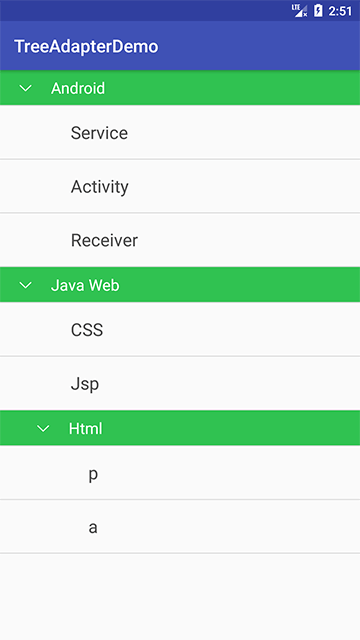 LTE 2:51
TreeAdapterDemo
Android
Service
Activity
Receiver
Java Web
CSS
Jsp
Html
p
a